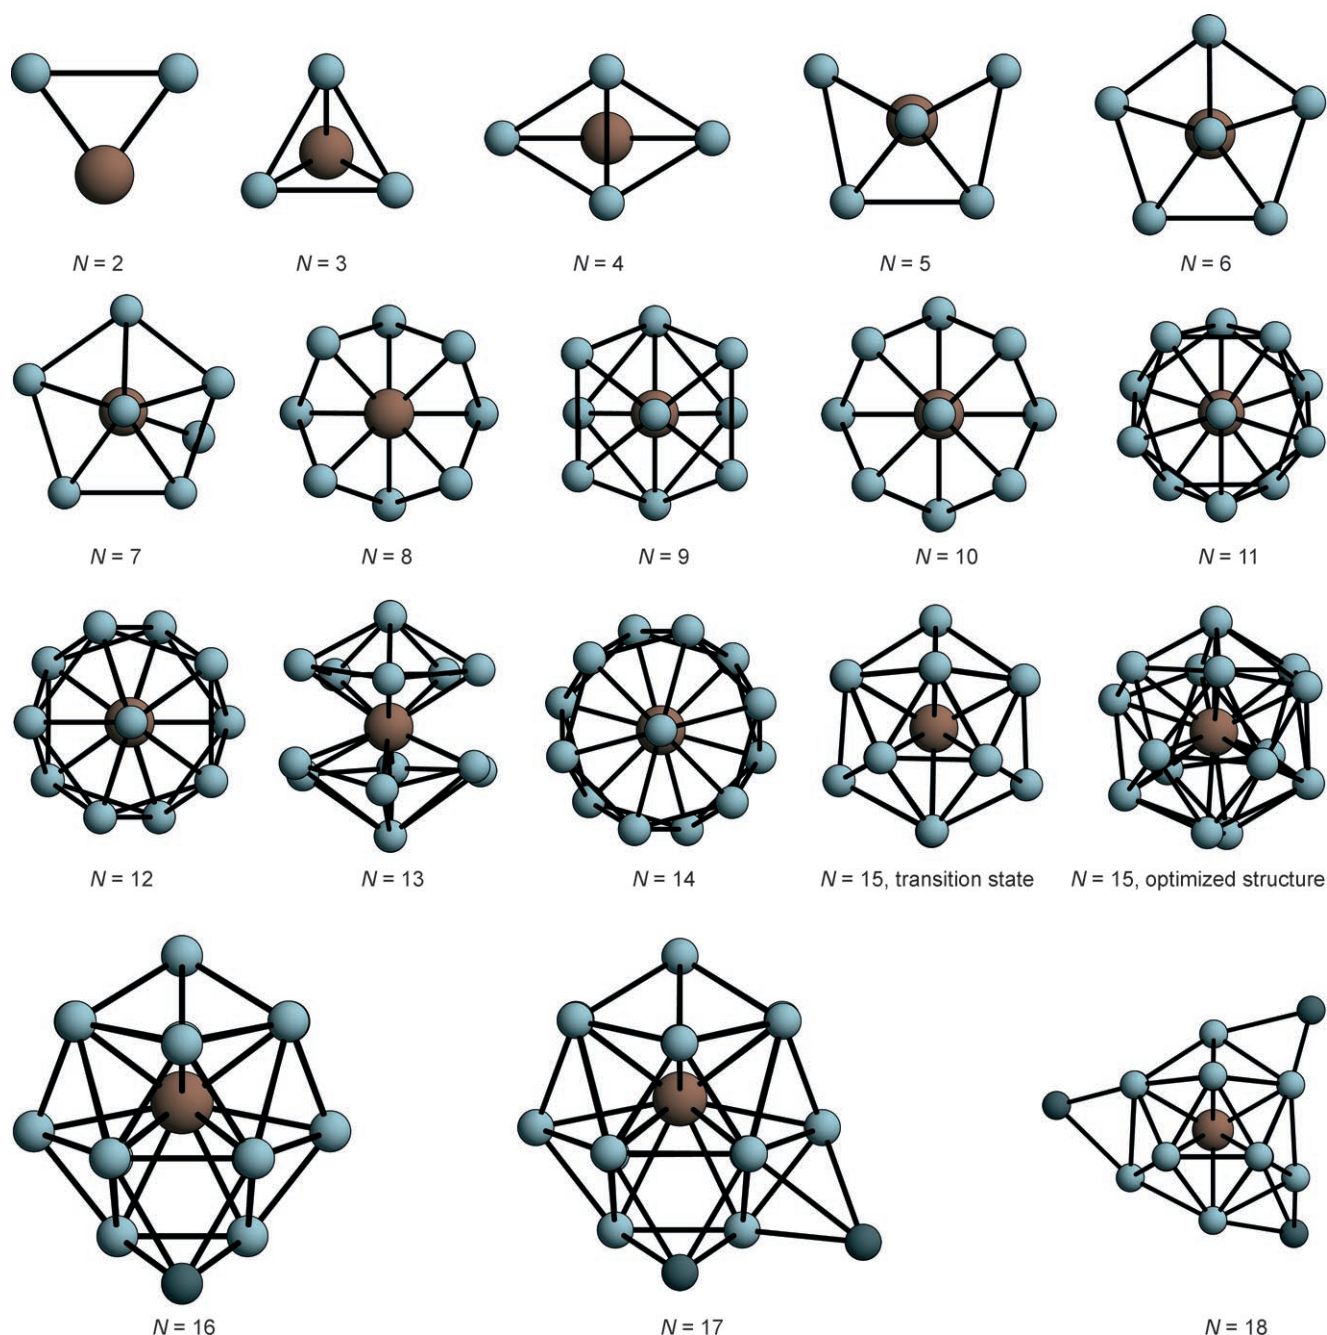 N = 2
N = 3
N = 4
N = 5
N = 6
N = 7
N = 8
N = 9
N = 10
N = 11
N = 12
N = 13
N = 14
N = 15, transition state
N = 15, optimized structure
N = 16
N = 17
N = 18